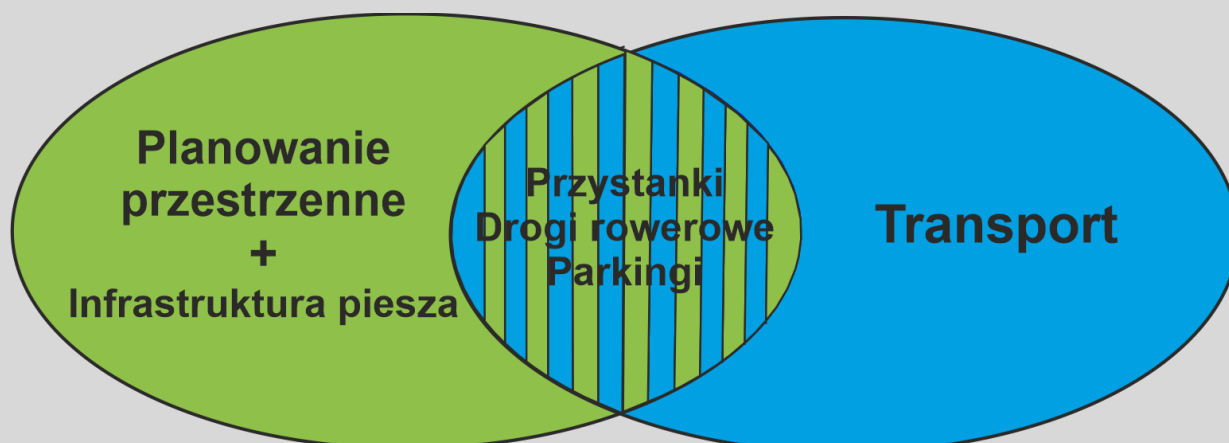 Planowanie
przestrzenne
+
Infrastruktura piesza
Przystanki
Drogi rowerowe
Parkingi
Transport